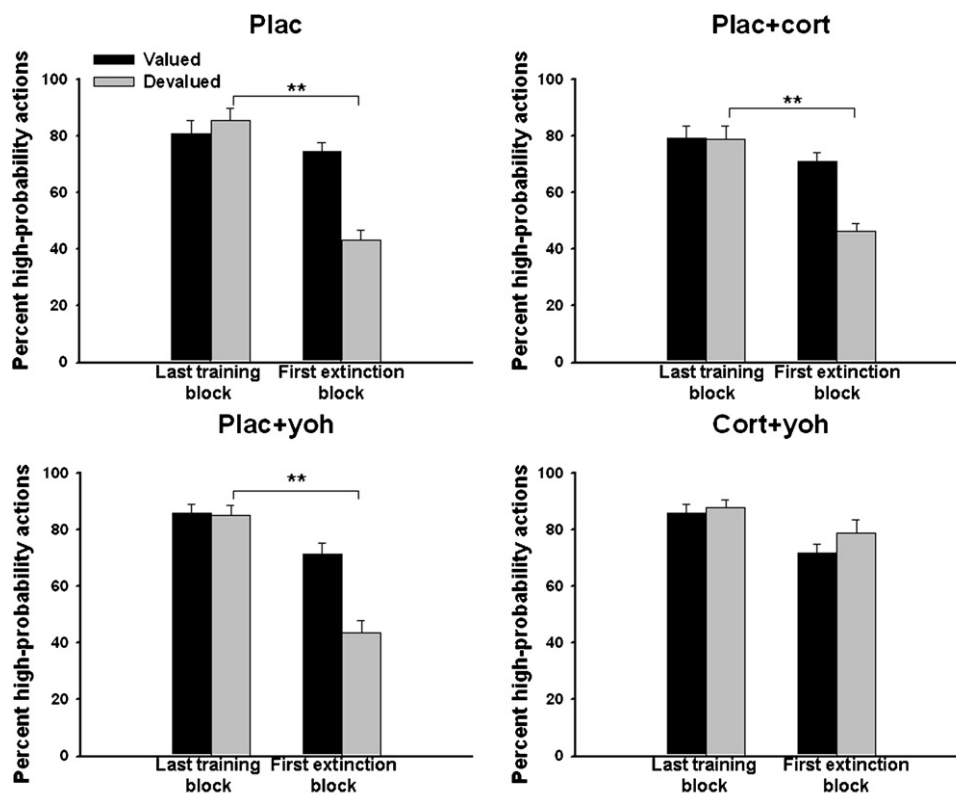 Plac
Valued
Devalued
**
Percent high-probability actions
100
80
60
40
20
0
Last training
block
First extinction
block
Plac+cort
**
Percent high-probability actions
100
80
60
40
20
0
Last training
block
First extinction
block
Plac+yoh
**
Percent high-probability actions
100
80
60
40
20
0
Last training
block
First extinction
block
Cort+yoh
Percent high-probability actions
100
80
60
40
20
0
Last training
block
First extinction
block